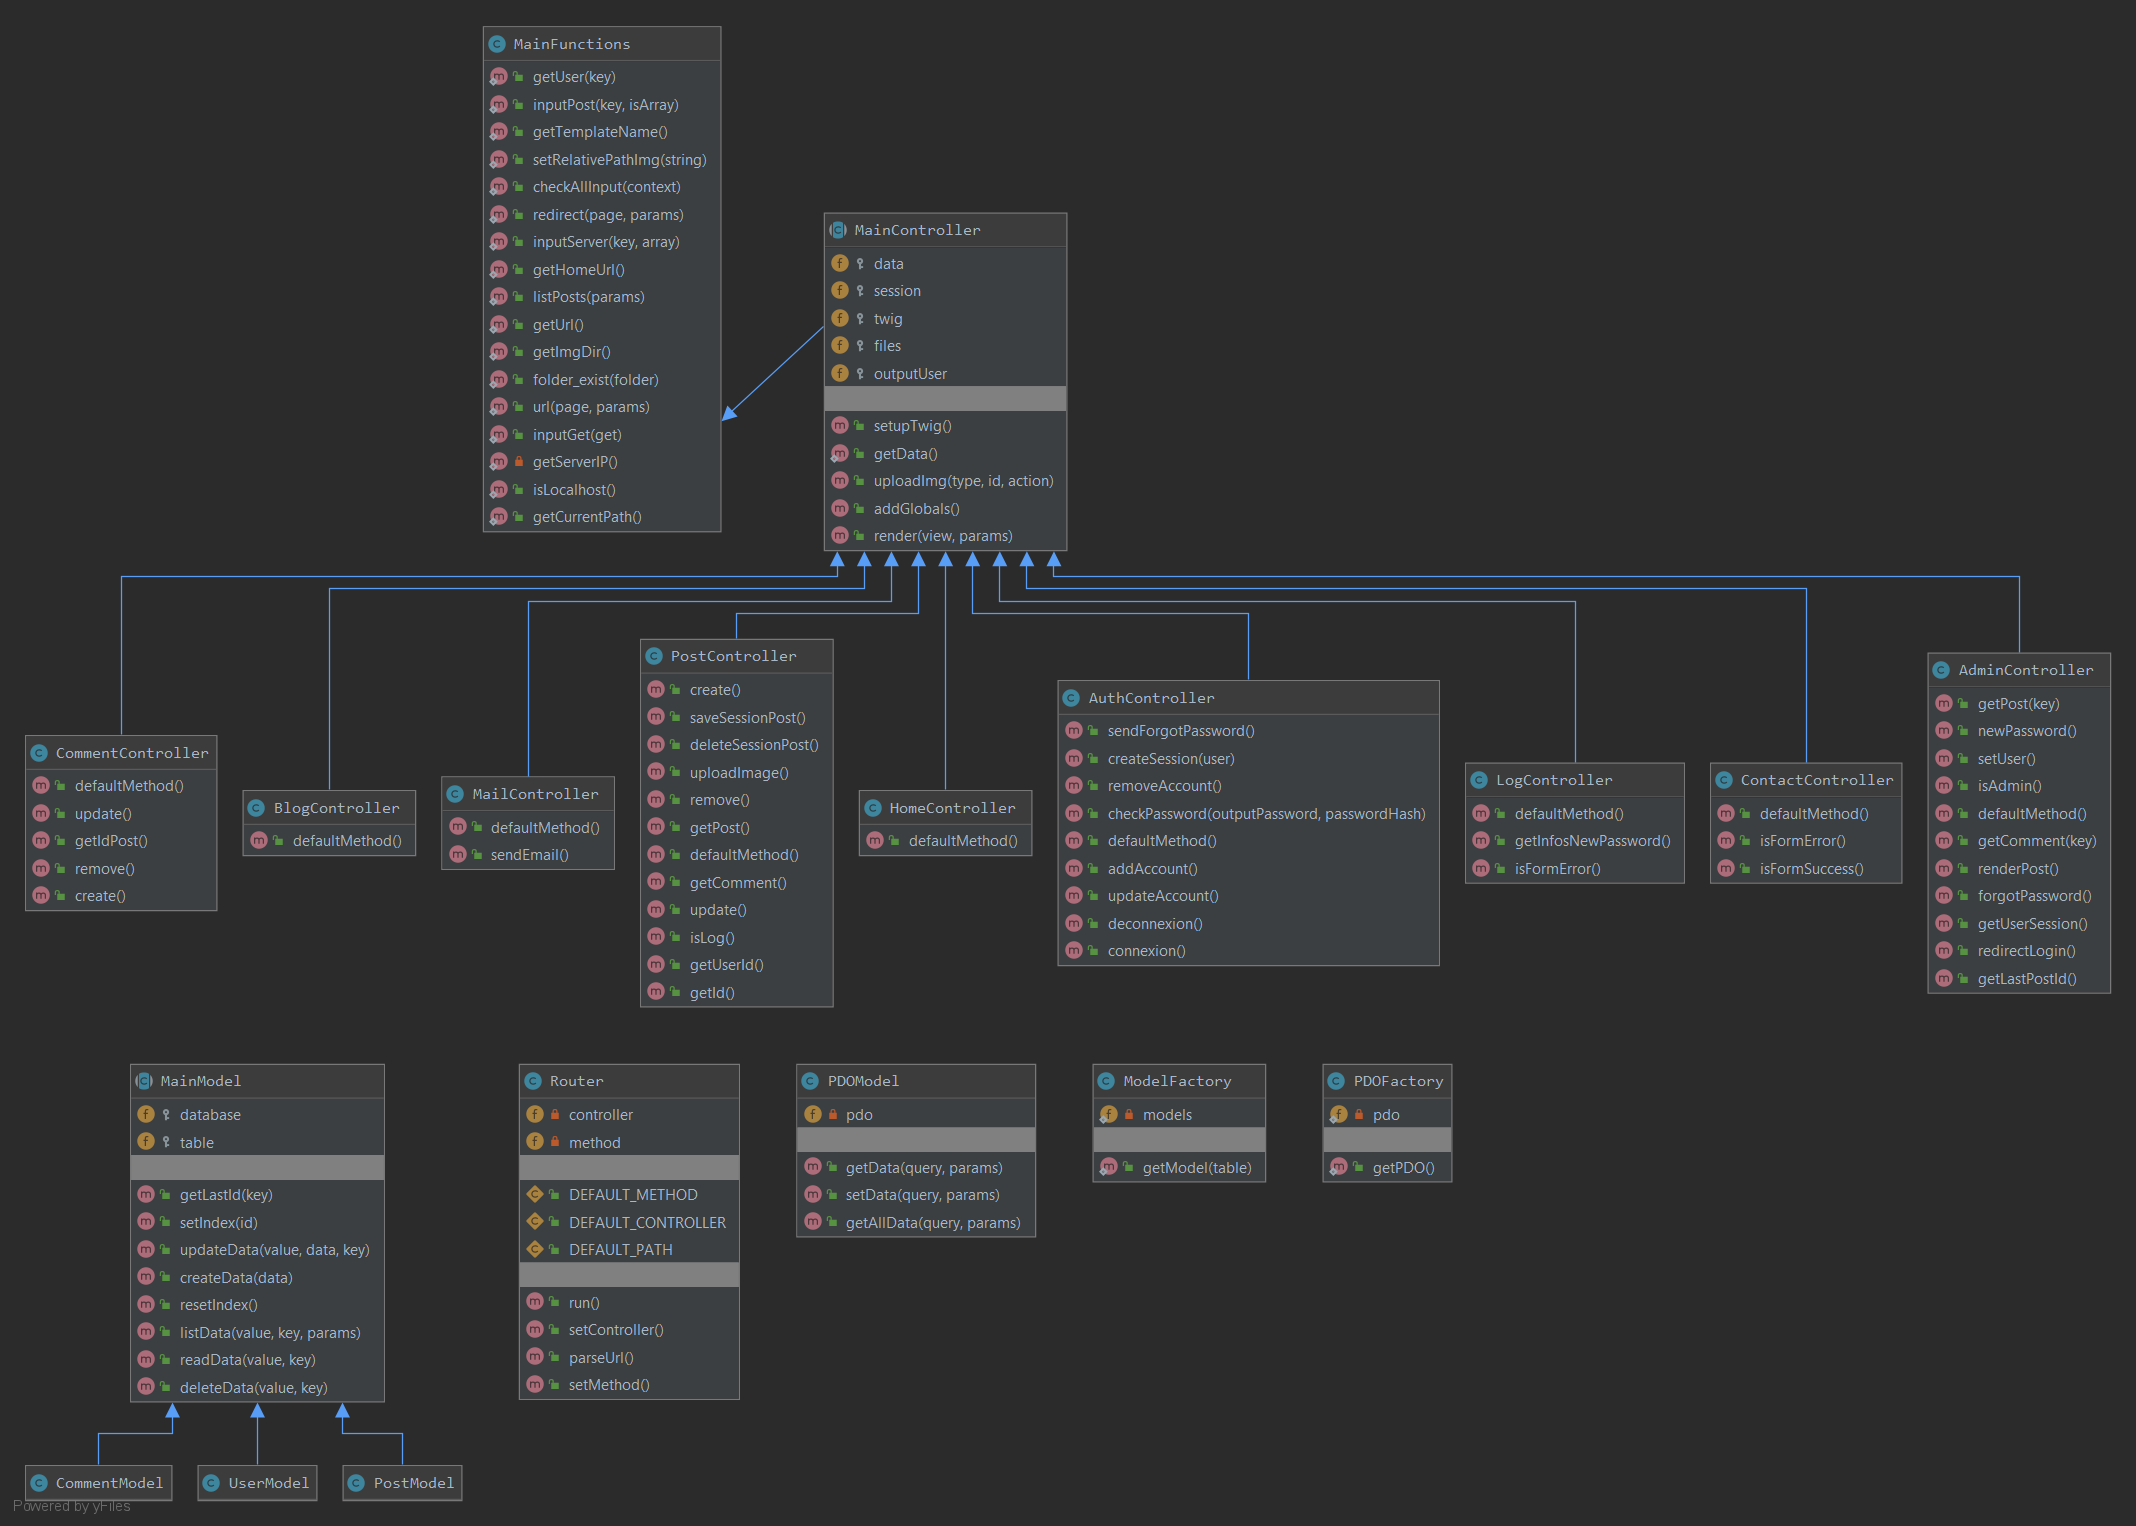 MainFunctions
getUser(key)
inputPost(key, isArray)
getTemplateName()
setRelativePathImg(string)
checkAllInput(context)
redirect(page, params)
inputServer(key, array)
getHomeUrl()
listPosts(params)
getUrl()
getImgDir()
folder_exist(folder)
url(page, params)
inputGet(get)
getServerIP()
isLocalhost()
getCurrentPath()
MainController
data
session
twig
files
outputUser
setupTwig()
getData()
uploadImg(type, id, action)
addGlobals()
render(view, params)
CommentController
defaultMethod()
update()
getIdPost()
remove()
create()
BlogController
defaultMethod()
MailController
defaultMethod()
sendEmail()
PostController
create()
saveSessionPost()
deleteSessionPost()
uploadImage()
remove()
getPost()
defaultMethod()
getComment()
update()
isLog()
getUserId()
getId()
HomeController
defaultMethod()
AuthController
sendForgotPassword()
createSession(user)
removeAccount()
checkPassword(outputPassword, passwordHash)
defaultMethod()
addAccount()
updateAccount()
deconnexion()
connexion()
LogController
defaultMethod()
getInfosNewPassword()
isFormError()
ContactController
defaultMethod()
isFormError()
isFormSuccess()
AdminController
getPost(key)
newPassword()
setUser()
isAdmin()
defaultMethod()
getComment(key)
renderPost()
forgotPassword()
getUserSession()
redirectLogin()
getLastPostId()
MainModel
database
table
getLastId(key)
setIndex(id)
updateData(value, data, key)
createData(data)
resetIndex()
listData(value, key, params)
readData(value, key)
deleteData(value, key)
Router
controller
method
DEFAULT_METHOD
DEFAULT_CONTROLLER
DEFAULT_PATH
run()
setController()
parseUrl()
setMethod()
PDOModel
pdo
getData(query, params)
setData(query, params)
getAllData(query, params)
ModelFactory
models
getModel(table)
PDOFactory
pdo
getPDO()
CommentModel
UserModel
PostModel
Powered by yFiles